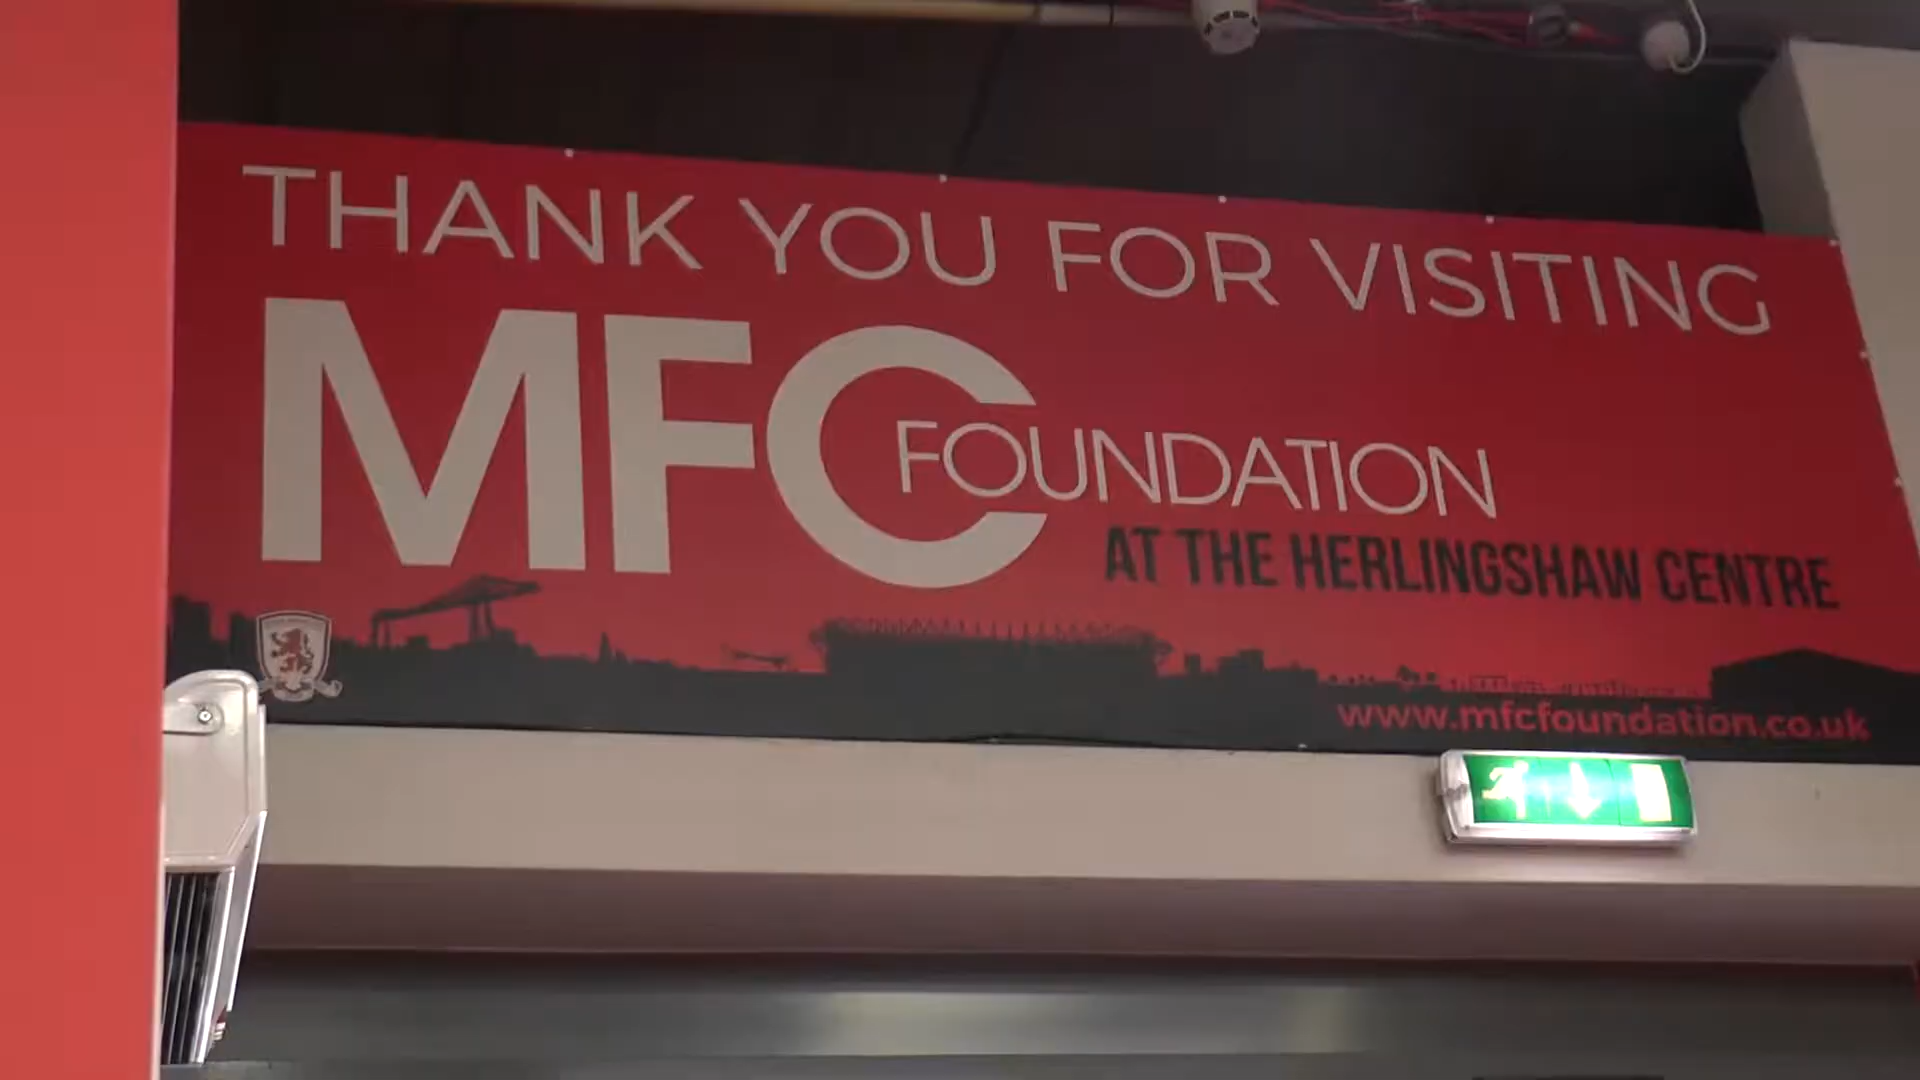 THANK YOU FOR VISITING
MFC FOUNDATION
AT THE HERLINGSHAW CENTRE
www.mfcfoundation.co.uk